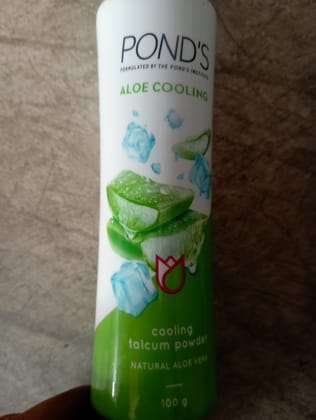 POND'S
FORMULATED BY THE POND'S INSTITUTE
ALOE COOLING
cooling
talcum powder
NATURAL ALOE VERA
100 g